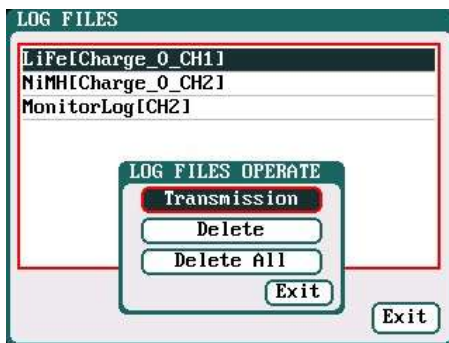 LOG FILES
LiFe[Charge_0_CH1]
NiMH[Charge_0_CH2]
MonitorLog[CH2]
LOG FILES OPERATE
Transmission
Delete
Delete All
Exit
Exit